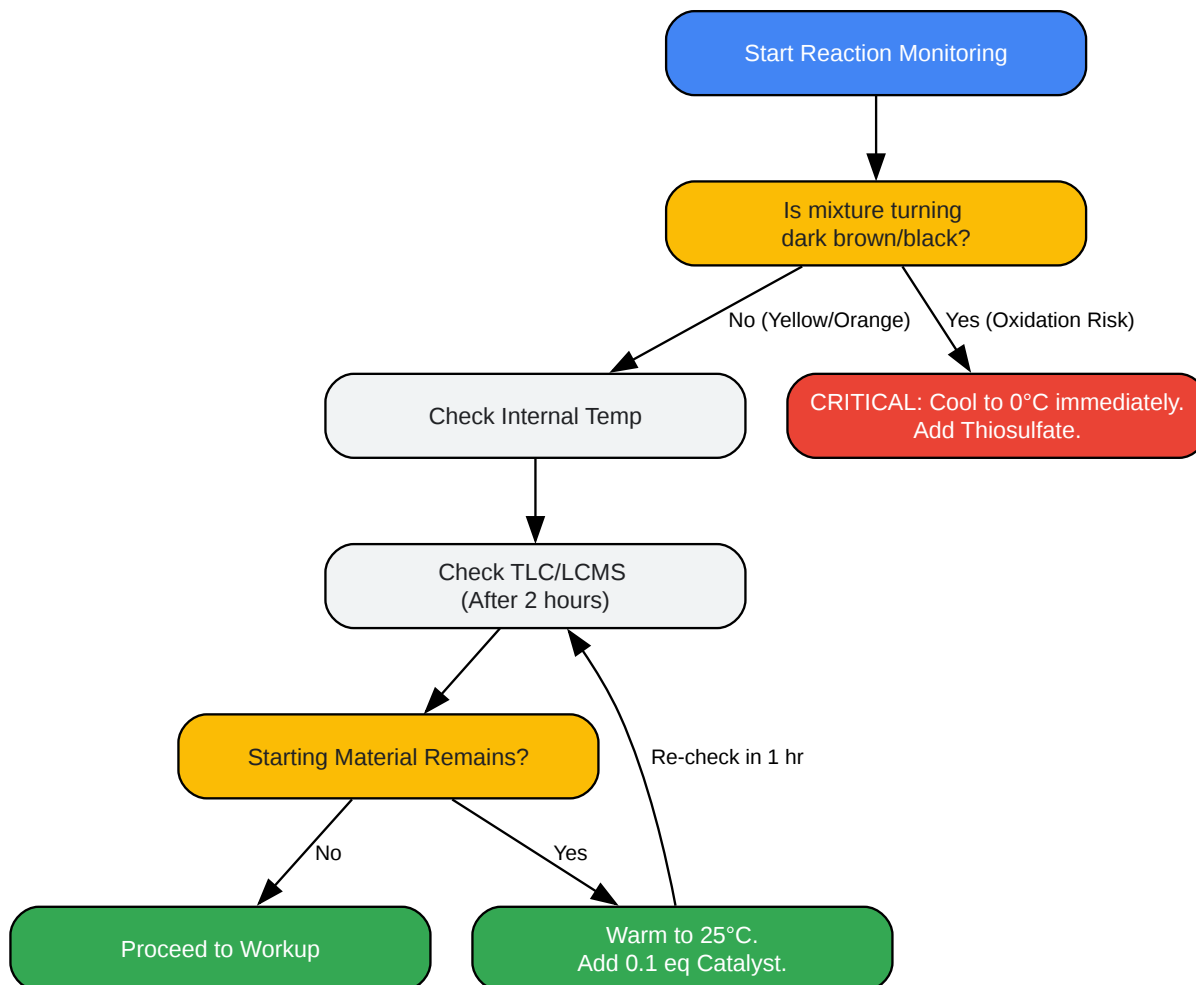 Start Reaction Monitoring
Is mixture turning
dark brown/black?
No (Yellow/Orange)
Yes (Oxidation Risk)
Check Internal Temp
CRITICAL: Cool to 0°C immediately.
Add Thiosulfate.
Check TLC/LCMS
(After 2 hours)
Starting Material Remains?
Re-check in 1 hr
No
Yes
Proceed to Workup
Warm to 25°C.
Add 0.1 eq Catalyst.